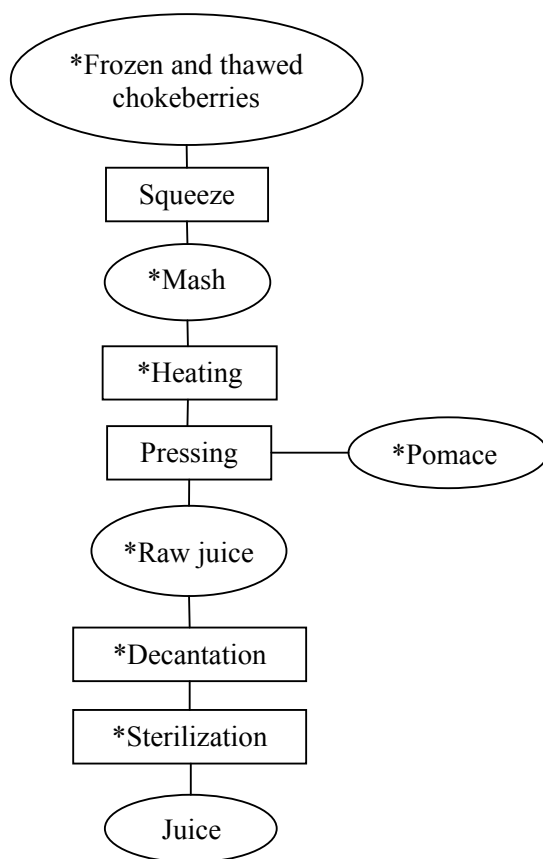 *Frozen and thawed
chokeberries
Squeeze
*Mash
*Heating
Pressing
*Pomace
*Raw juice
*Decantation
*Sterilization
Juice